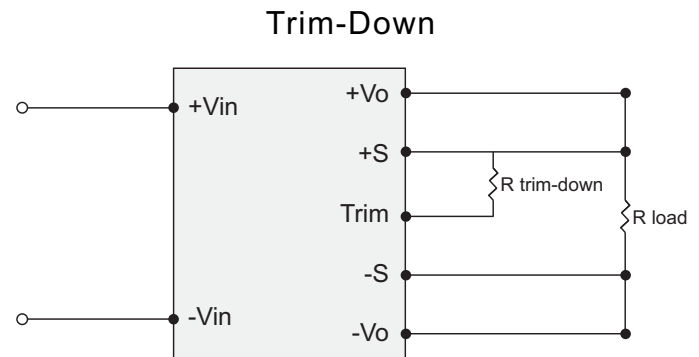 Trim-Down
+Vin
-Vin
+Vo
+S
Trim
-S
-Vo
R trim-down
R load